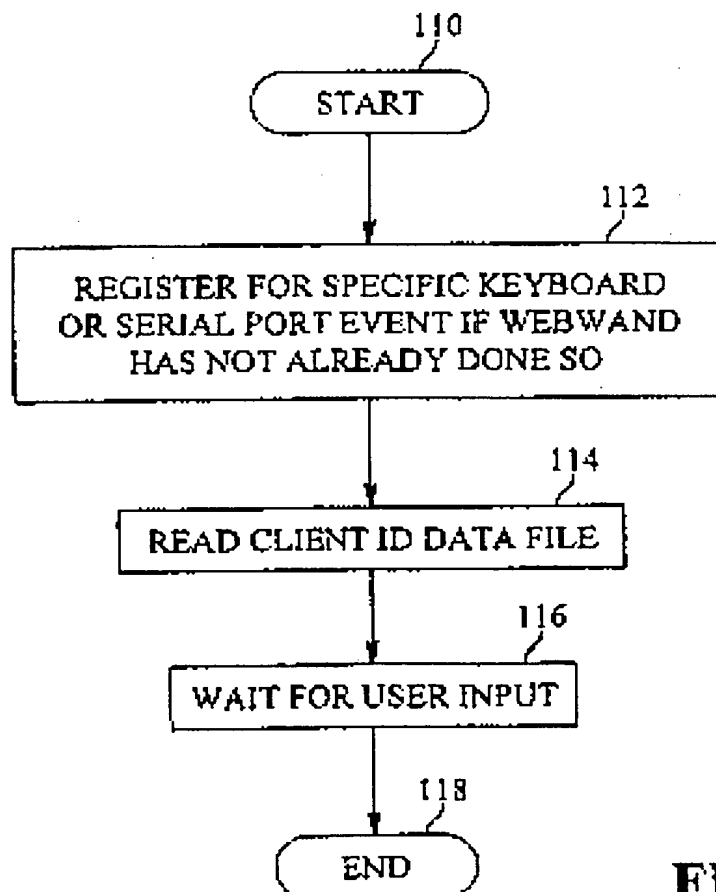 110
START
112
REGISTER FOR SPECIFIC KEYBOARD
OR SERIAL PORT EVENT IF WEBWAND
HAS NOT ALREADY DONE SO
114
READ CLIENT ID DATA FILE
116
WAIT FOR USER INPUT
118
END